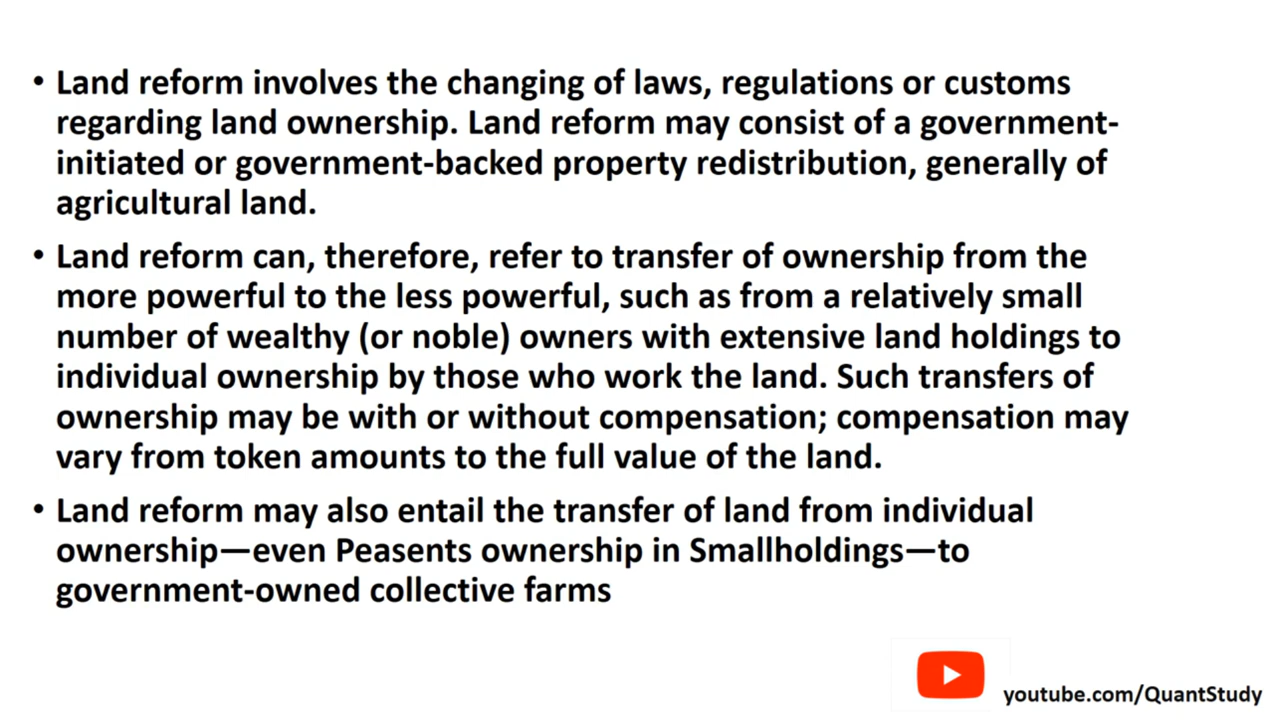 • Land reform involves the changing of laws, regulations or customs
regarding land ownership. Land reform may consist of a government-
initiated or government-backed property redistribution, generally of
agricultural land.
• Land reform can, therefore, refer to transfer of ownership from the
more powerful to the less powerful, such as from a relatively small
number of wealthy (or noble) owners with extensive land holdings to
individual ownership by those who work the land. Such transfers of
ownership may be with or without compensation; compensation may
vary from token amounts to the full value of the land.
• Land reform may also entail the transfer of land from individual
ownership—even Peasents ownership in Smallholdings—to
government-owned collective farms
youtube.com/QuantStudy